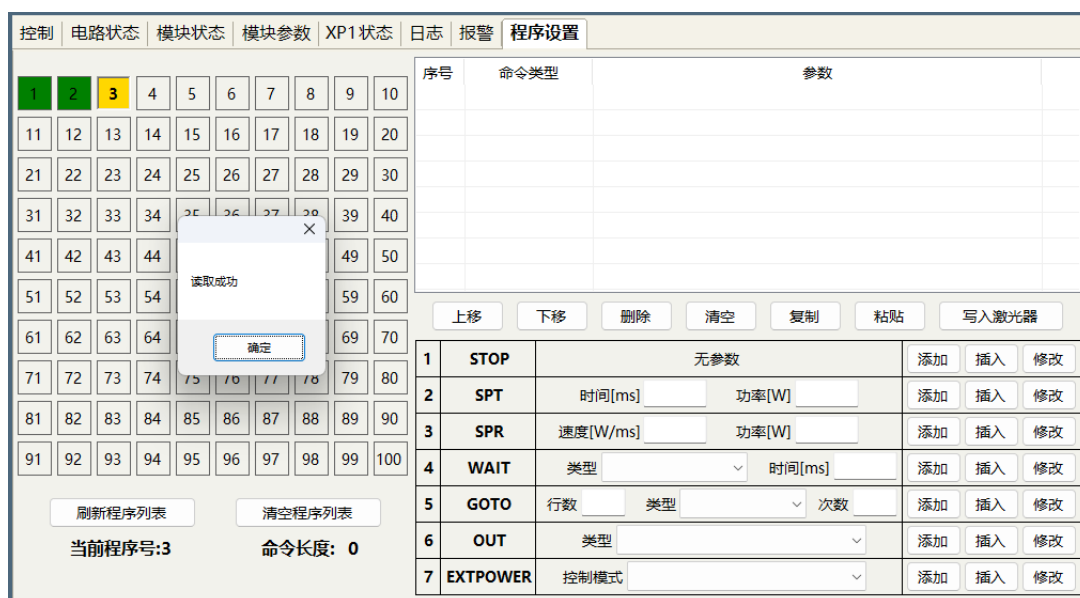 控制 电路状态 模块状态 模块参数 XP1状态 日志 报警 程序设置
序号 命令类型 参数
1 2 3 4 5 6 7 8 9 10
11 12 13 14 15 16 17 18 19 20
21 22 23 24 25 26 27 28 29 30
31 32 33 34 35 36 37 38 39 40
41 42 43 44 49 50
读取成功
51 52 53 54 59 60
61 62 63 64 69 70
确定
71 72 73 74 75 76 77 78 79 80
81 82 83 84 85 86 87 88 89 90
91 92 93 94 95 96 97 98 99 100
刷新程序列表 清空程序列表
当前程序号:3 命令长度: 0
上移 下移 删除 清空 复制 粘贴 写入激光器
1 STOP 无参数 添加 插入 修改
2 SPT 时间[ms] 功率[W] 添加 插入 修改
3 SPR 速度[W/ms] 功率[W] 添加 插入 修改
4 WAIT 类型 时间[ms] 添加 插入 修改
5 GOTO 行数 类型 次数 添加 插入 修改
6 OUT 类型 添加 插入 修改
7 EXTPOWER 控制模式 添加 插入 修改